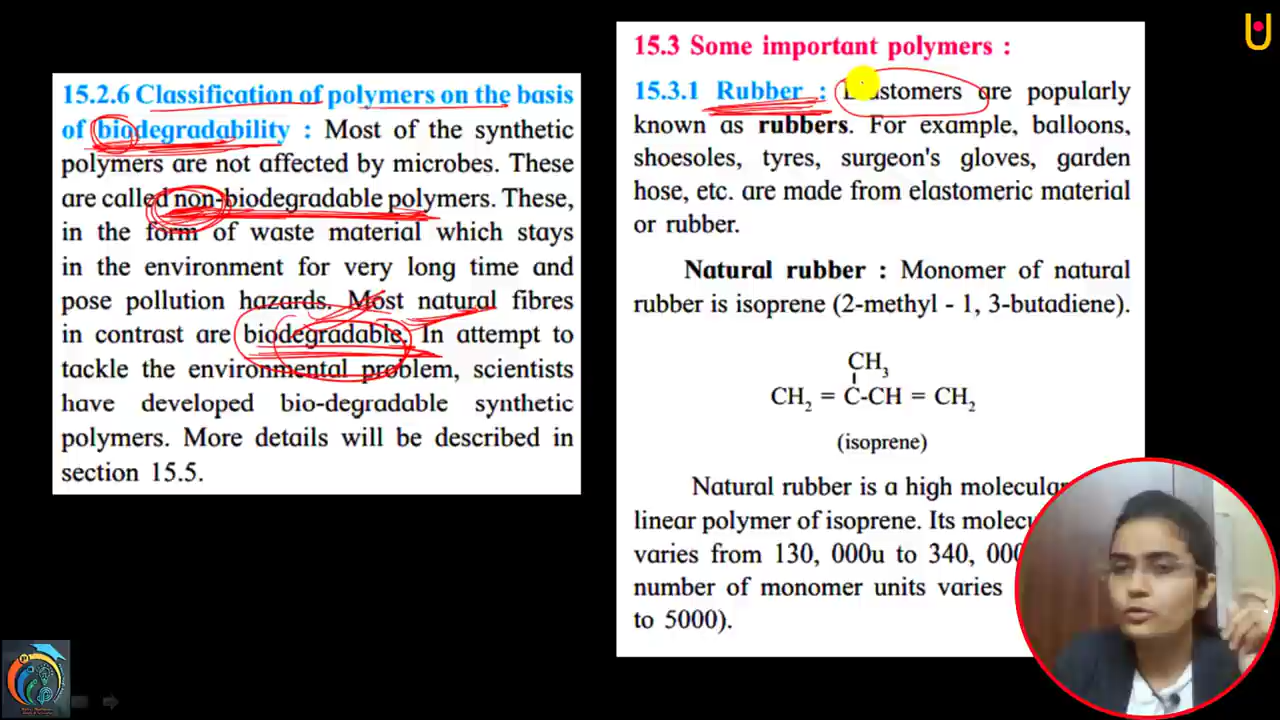 15.2.6 Classification of polymers on the basis
of biodegradability : Most of the synthetic
polymers are not affected by microbes. These
are called non-biodegradable polymers. These,
in the form of waste material which stays
in the environment for very long time and
pose pollution hazards. Most natural fibres
in contrast are biodegradable. In attempt to
tackle the environmental problem, scientists
have developed bio-degradable synthetic
polymers. More details will be described in
section 15.5.
15.3 Some important polymers :
15.3.1 Rubber : Elastomers are popularly
known as rubbers. For example, balloons,
shoesoles, tyres, surgeon's gloves, garden
hose, etc. are made from elastomeric material
or rubber.
Natural rubber : Monomer of natural
rubber is isoprene (2-methyl - 1, 3-butadiene).
CH3
CH2 = C-CH = CH2
(isoprene)
Natural rubber is a high molecular
linear polymer of isoprene. Its
varies from 130, 000u to 340,
number of monomer units varies
to 5000).